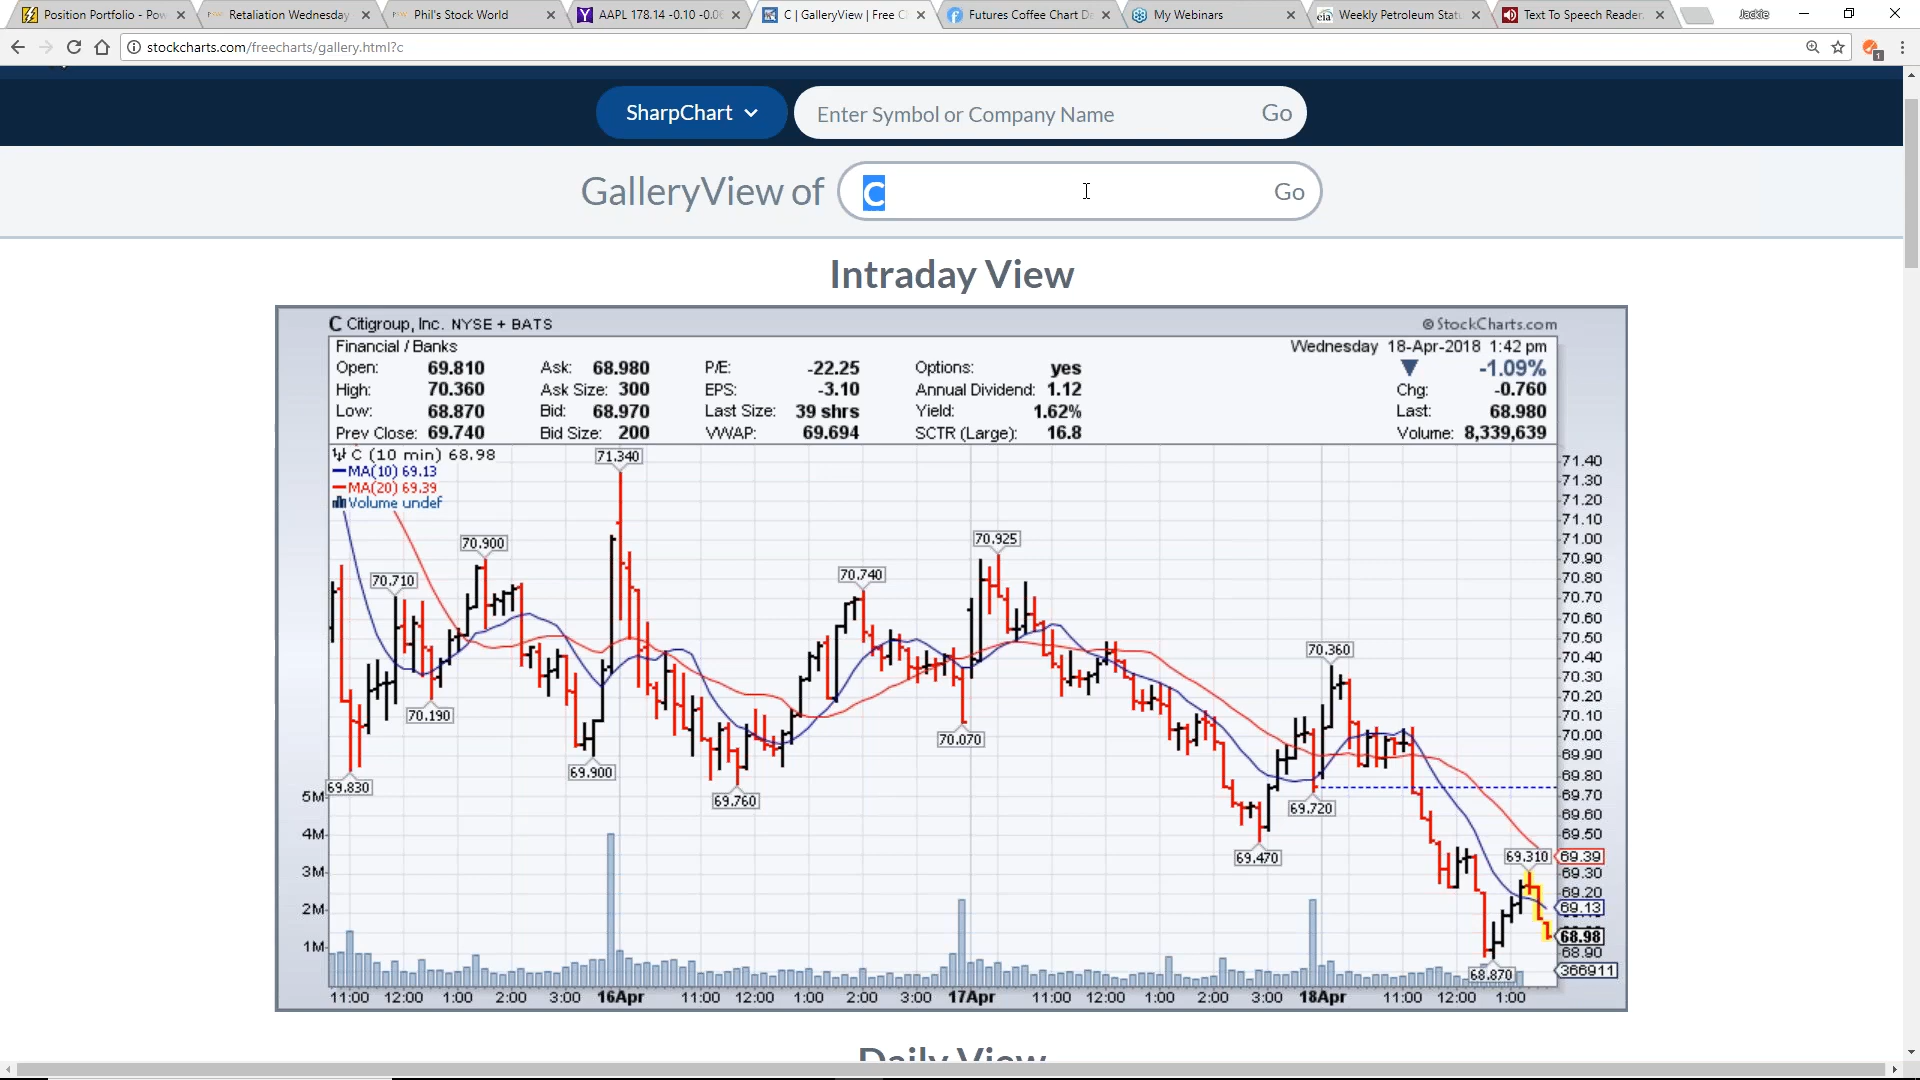 Position Portfolio - Pow
Retaliation Wednesday
Phil's Stock World
AAPL 178.14 -0.10 -0.0
C | GalleryView | Free C
Futures Coffee Chart D
My Webinars
Weekly Petroleum Stat
Text To Speech Reader
Jackie
stockcharts.com/freecharts/gallery.html?c
1
SharpChart
Enter Symbol or Company Name
Go
GalleryView of
C
Go
Intraday View
C Citigroup, Inc. NYSE + BATS
© StockCharts.com
Financial / Banks
Wednesday 18-Apr-2018 1:42 pm
Open: 69.810 Ask: 68.980 P/E: -22.25 Options: yes -1.09%
High: 70.360 Ask Size: 300 EPS: -3.10 Annual Dividend: 1.12 Chg: -0.760
Low: 68.870 Bid: 68.970 Last Size: 39 shrs Yield: 1.62% Last: 68.980
Prev Close: 69.740 Bid Size: 200 VWAP: 69.694 SCTR (Large): 16.8 Volume: 8,339,639
C (10 min) 68.98
MA(10) 69.13
MA(20) 69.39
Volume undef
71.340
70.900
70.710
70.190
69.830
69.900
69.760
70.740
70.070
70.925
69.470
70.360
69.720
69.310
68.870
71.40
71.30
71.20
71.10
71.00
70.90
70.80
70.70
70.60
70.50
70.40
70.30
70.20
70.10
70.00
69.90
69.80
69.70
69.60
69.50
69.39
69.30
69.20
69.13
68.98
68.90
366911
5M
4M
3M
2M
1M
11:00 12:00 1:00 2:00 3:00 16Apr 11:00 12:00 1:00 2:00 3:00 17Apr 11:00 12:00 1:00 2:00 3:00 18Apr 11:00 12:00 1:00
Daily View